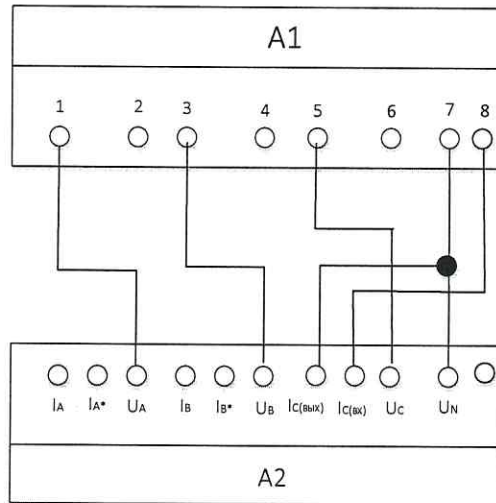 A1
1 2 3 4 5 6 7 8
IA IA* UA IB IB* UB IC(вых) IC(вх) UC UN
A2